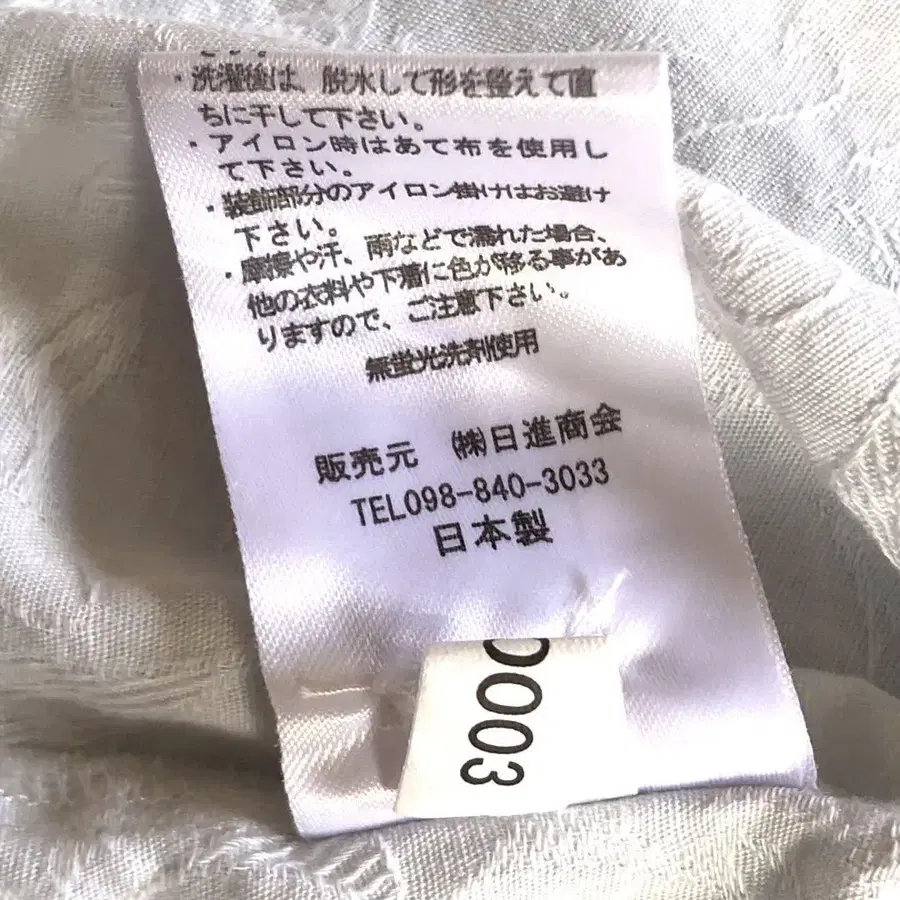 さい。
・洗濯後は、脱水して形を整えて直
ちに干して下さい。
・アイロン時はあて布を使用し
て下さい。
・装飾部分のアイロン掛けはお避け
下さい。
・摩擦や汗、雨などで濡れた場合、
他の衣料や下着に色が移る事があ
りますので、ご注意下さい。
無蛍光洗剤使用
販売元 ㈱日進商会
TEL098-840-3033
日本製
0003